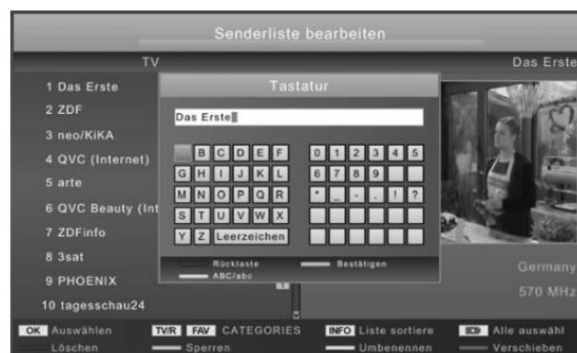 Senderliste bearbeiten
TV Das Erste
1 Das Erste
2 ZDF
3 neo/KiKA
4 QVC (Internet)
5 arte
6 QVC Beauty (Int
7 ZDFinfo
8 3sat
9 PHOENIX
10 tagesschau24
Tastatur
Das Erste
B C D E F 0 1 2 3 4 5
G H I J K L 6 7 8 9
M N O P Q R * _ - . ! ?
S T U V W X
Y Z Leerzeichen
Rücktaste Bestätigen
ABC/abc
Germany
570 MHz
OK Auswählen TV/R FAV CATEGORIES INFO Liste sortiere Alle auswähl
Löschen Sperren Umbenennen Verschieben